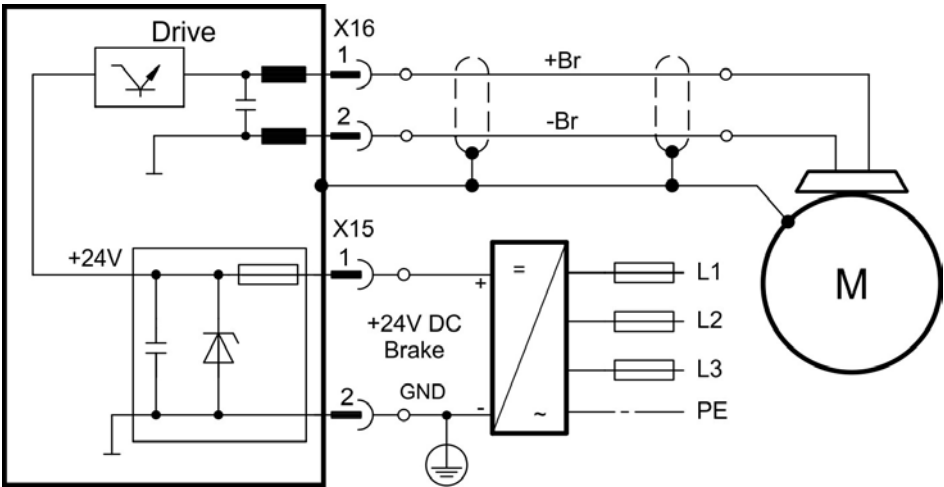 Drive
X16
1
+Br
2
-Br
M
X15
+24V
1
+
=
L1
+24V DC
Brake
L2
L3
2
GND
-
~
PE